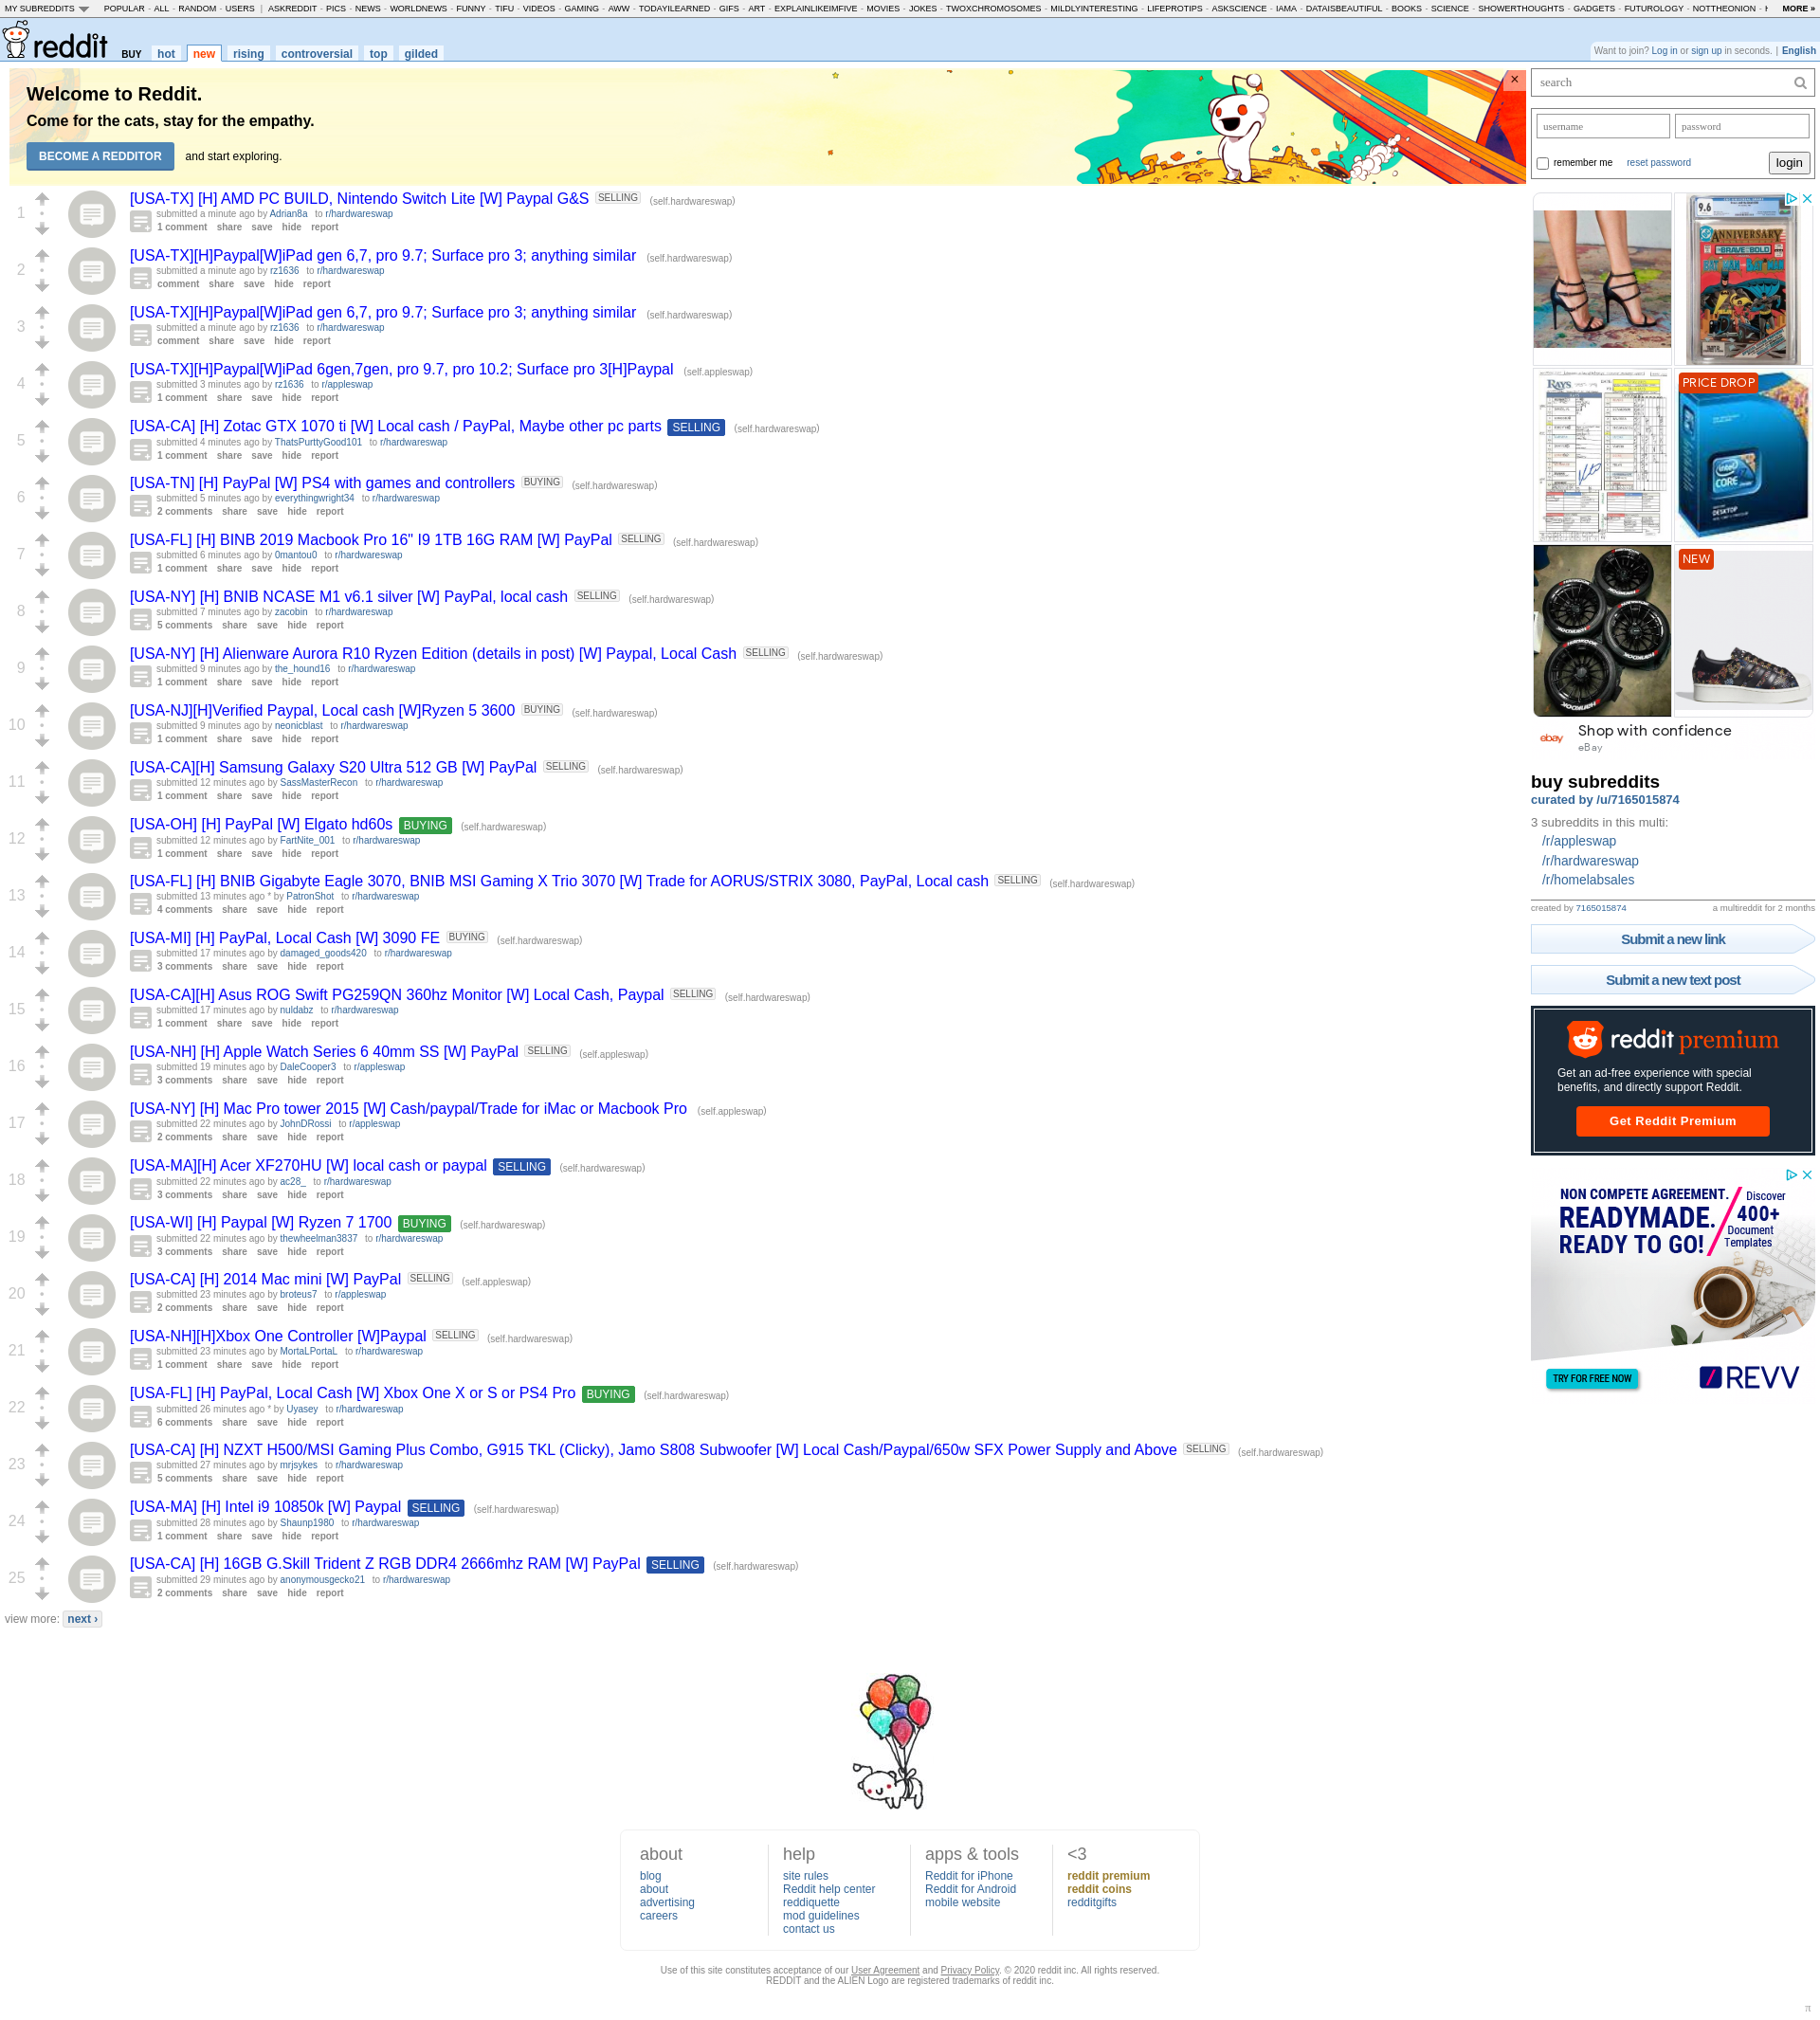 MY SUBREDDITS POPULAR - ALL - RANDOM - USERS | ASKREDDIT - PICS - NEWS - WORLDNEWS - FUNNY - TIFU - VIDEOS - GAMING - AWW - TODAYILEARNED - GIFS - ART - EXPLAINLIKEIMFIVE - MOVIES - JOKES - TWOXCHROMOSOMES - MILDLYINTERESTING - LIFEPROTIPS - ASKSCIENCE - IAMA - DATAISBEAUTIFUL - BOOKS - SCIENCE - SHOWERTHOUGHTS - GADGETS - FUTUROLOGY - NOTTHEONION - MORE »
reddit BUY hot new rising controversial top gilded
Want to join? Log in or sign up in seconds. | English
Welcome to Reddit.
Come for the cats, stay for the empathy.
BECOME A REDDITOR and start exploring.
×
1
[USA-TX] [H] AMD PC BUILD, Nintendo Switch Lite [W] Paypal G&S SELLING (self.hardwareswap)
submitted a minute ago by Adrian8a to r/hardwareswap
1 comment share save hide report
2
[USA-TX][H]Paypal[W]iPad gen 6,7, pro 9.7; Surface pro 3; anything similar (self.hardwareswap)
submitted a minute ago by rz1636 to r/hardwareswap
comment share save hide report
3
[USA-TX][H]Paypal[W]iPad gen 6,7, pro 9.7; Surface pro 3; anything similar (self.hardwareswap)
submitted a minute ago by rz1636 to r/hardwareswap
comment share save hide report
4
[USA-TX][H]Paypal[W]iPad 6gen,7gen, pro 9.7, pro 10.2; Surface pro 3[H]Paypal (self.appleswap)
submitted 3 minutes ago by rz1636 to r/appleswap
1 comment share save hide report
5
[USA-CA] [H] Zotac GTX 1070 ti [W] Local cash / PayPal, Maybe other pc parts SELLING (self.hardwareswap)
submitted 4 minutes ago by ThatsPurttyGood101 to r/hardwareswap
1 comment share save hide report
6
[USA-TN] [H] PayPal [W] PS4 with games and controllers BUYING (self.hardwareswap)
submitted 5 minutes ago by everythingwright34 to r/hardwareswap
2 comments share save hide report
7
[USA-FL] [H] BINB 2019 Macbook Pro 16" I9 1TB 16G RAM [W] PayPal SELLING (self.hardwareswap)
submitted 6 minutes ago by 0mantou0 to r/hardwareswap
1 comment share save hide report
8
[USA-NY] [H] BNIB NCASE M1 v6.1 silver [W] PayPal, local cash SELLING (self.hardwareswap)
submitted 7 minutes ago by zacobin to r/hardwareswap
5 comments share save hide report
9
[USA-NY] [H] Alienware Aurora R10 Ryzen Edition (details in post) [W] Paypal, Local Cash SELLING (self.hardwareswap)
submitted 9 minutes ago by the_hound16 to r/hardwareswap
1 comment share save hide report
10
[USA-NJ][H]Verified Paypal, Local cash [W]Ryzen 5 3600 BUYING (self.hardwareswap)
submitted 9 minutes ago by neonicblast to r/hardwareswap
1 comment share save hide report
11
[USA-CA][H] Samsung Galaxy S20 Ultra 512 GB [W] PayPal SELLING (self.hardwareswap)
submitted 12 minutes ago by SassMasterRecon to r/hardwareswap
1 comment share save hide report
12
[USA-OH] [H] PayPal [W] Elgato hd60s BUYING (self.hardwareswap)
submitted 12 minutes ago by FartNite_001 to r/hardwareswap
1 comment share save hide report
13
[USA-FL] [H] BNIB Gigabyte Eagle 3070, BNIB MSI Gaming X Trio 3070 [W] Trade for AORUS/STRIX 3080, PayPal, Local cash SELLING (self.hardwareswap)
submitted 13 minutes ago * by PatronShot to r/hardwareswap
4 comments share save hide report
14
[USA-MI] [H] PayPal, Local Cash [W] 3090 FE BUYING (self.hardwareswap)
submitted 17 minutes ago by damaged_goods420 to r/hardwareswap
3 comments share save hide report
15
[USA-CA][H] Asus ROG Swift PG259QN 360hz Monitor [W] Local Cash, Paypal SELLING (self.hardwareswap)
submitted 17 minutes ago by nuldabz to r/hardwareswap
1 comment share save hide report
16
[USA-NH] [H] Apple Watch Series 6 40mm SS [W] PayPal SELLING (self.appleswap)
submitted 19 minutes ago by DaleCooper3 to r/appleswap
3 comments share save hide report
17
[USA-NY] [H] Mac Pro tower 2015 [W] Cash/paypal/Trade for iMac or Macbook Pro (self.appleswap)
submitted 22 minutes ago by JohnDRossi to r/appleswap
2 comments share save hide report
18
[USA-MA][H] Acer XF270HU [W] local cash or paypal SELLING (self.hardwareswap)
submitted 22 minutes ago by ac28_ to r/hardwareswap
3 comments share save hide report
19
[USA-WI] [H] Paypal [W] Ryzen 7 1700 BUYING (self.hardwareswap)
submitted 22 minutes ago by thewheelman3837 to r/hardwareswap
3 comments share save hide report
20
[USA-CA] [H] 2014 Mac mini [W] PayPal SELLING (self.appleswap)
submitted 23 minutes ago by broteus7 to r/appleswap
2 comments share save hide report
21
[USA-NH][H]Xbox One Controller [W]Paypal SELLING (self.hardwareswap)
submitted 23 minutes ago by MortaLPortaL to r/hardwareswap
1 comment share save hide report
22
[USA-FL] [H] PayPal, Local Cash [W] Xbox One X or S or PS4 Pro BUYING (self.hardwareswap)
submitted 26 minutes ago * by Uyasey to r/hardwareswap
6 comments share save hide report
23
[USA-CA] [H] NZXT H500/MSI Gaming Plus Combo, G915 TKL (Clicky), Jamo S808 Subwoofer [W] Local Cash/Paypal/650w SFX Power Supply and Above SELLING (self.hardwareswap)
submitted 27 minutes ago by mrjsykes to r/hardwareswap
5 comments share save hide report
24
[USA-MA] [H] Intel i9 10850k [W] Paypal SELLING (self.hardwareswap)
submitted 28 minutes ago by Shaunp1980 to r/hardwareswap
1 comment share save hide report
25
[USA-CA] [H] 16GB G.Skill Trident Z RGB DDR4 2666mhz RAM [W] PayPal SELLING (self.hardwareswap)
submitted 29 minutes ago by anonymousgecko21 to r/hardwareswap
2 comments share save hide report
view more: next ›
search
username password
remember me reset password login
9.6
ANNIVERSARY
BRAVE AND BOLD
Rays
PRICE DROP
intel
CORE
DESKTOP
NEW
ebay Shop with confidence
eBay
buy subreddits
curated by /u/7165015874
3 subreddits in this multi:
/r/appleswap
/r/hardwareswap
/r/homelabsales
created by 7165015874 a multireddit for 2 months
Submit a new link
Submit a new text post
reddit premium
Get an ad-free experience with special
benefits, and directly support Reddit.
Get Reddit Premium
NON COMPETE AGREEMENT.
READYMADE.
READY TO GO!
Discover
400+
Document
Templates
TRY FOR FREE NOW
REVV
about
blog
about
advertising
careers
help
site rules
Reddit help center
reddiquette
mod guidelines
contact us
apps & tools
Reddit for iPhone
Reddit for Android
mobile website
<3
reddit premium
reddit coins
redditgifts
Use of this site constitutes acceptance of our User Agreement and Privacy Policy. © 2020 reddit inc. All rights reserved.
REDDIT and the ALIEN Logo are registered trademarks of reddit inc.
π